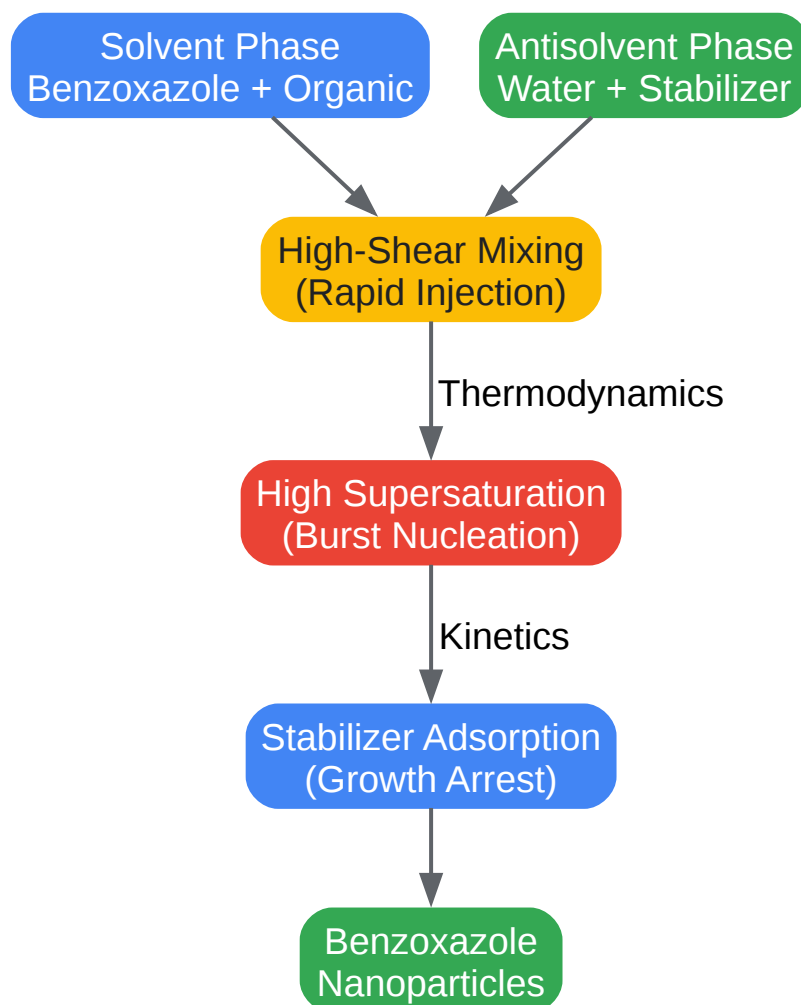 Solvent Phase
Benzoxazole + Organic
Antisolvent Phase
Water + Stabilizer
High-Shear Mixing
(Rapid Injection)
Thermodynamics
High Supersaturation
(Burst Nucleation)
Kinetics
Stabilizer Adsorption
(Growth Arrest)
Benzoxazole
Nanoparticles